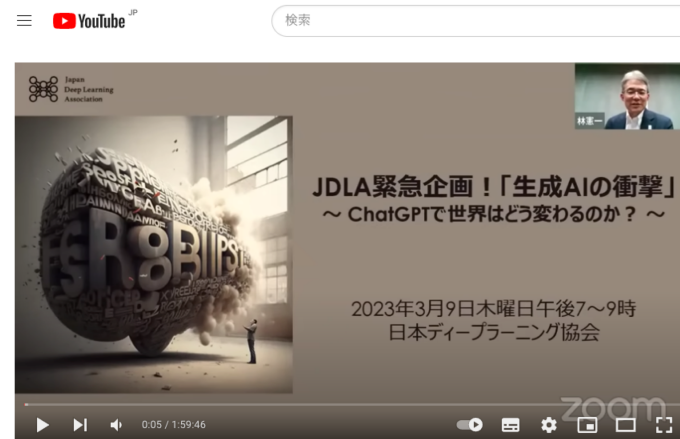 YouTube JP
検索
Japan
Deep Learning
Association
林憲一
JDLA緊急企画！「生成AIの衝撃」
～ ChatGPTで世界はどう変わるのか？ ～
2023年3月9日木曜日午後7～9時
日本ディープラーニング協会
zoom
0:05 / 1:59:46